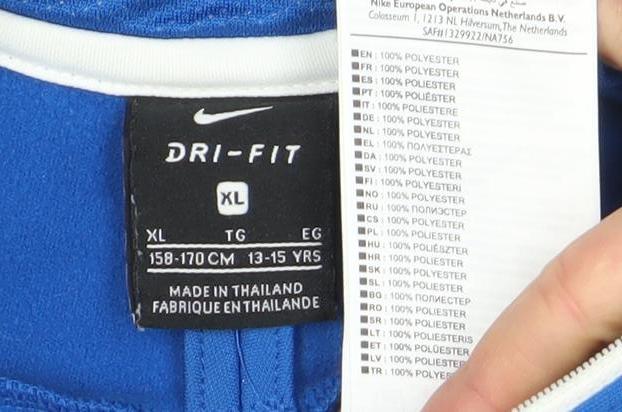 DRI-FIT
XL
XL TG EG
158-170 CM 13-15 YRS
MADE IN THAILAND
FABRIQUE EN THAILANDE
Nike European Operations Netherlands B.V.
Colosseum 1, 1213 NL Hilversum, The Netherlands
SAF#1329922/NA756
EN : 100% POLYESTER
FR : 100% POLYESTER
ES : 100% POLIÉSTER
PT : 100% POLIÉSTER
IT : 100% POLIESTERE
DE : 100% POLYESTER
NL : 100% POLYESTER
EL : 100% ΠΟΛΥΕΣΤΕΡΑΣ
DA : 100% POLYESTER
SV : 100% POLYESTER
FI : 100% POLYESTERI
NO : 100% POLYESTER
RU : 100% ПОЛИЭСТЕР
CS : 100% POLYESTER
PL : 100% POLIESTER
HU : 100% POLIÉSZTER
HR : 100% POLIESTER
SK : 100% POLYESTER
SL : 100% POLIESTER
BG : 100% ПОЛИЕСТЕР
RO : 100% POLIESTER
SR : 100% POLIESTER
LT : 100% POLIESTERIS
ET : 100% POLÜESTER
LV : 100% POLIESTER
TR : 100% POLYES